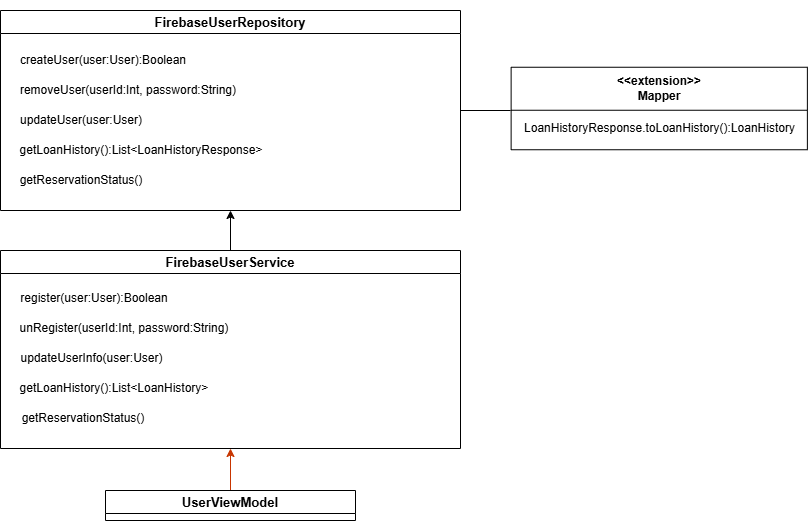 FirebaseUserRepository
createUser(user:User):Boolean
removeUser(userId:Int, password:String)
updateUser(user:User)
getLoanHistory():List<LoanHistoryResponse>
getReservationStatus()
<<extension>>
Mapper
LoanHistoryResponse.toLoanHistory():LoanHistory
FirebaseUserService
register(user:User):Boolean
unRegister(userId:Int, password:String)
updateUserInfo(user:User)
getLoanHistory():List<LoanHistory>
getReservationStatus()
UserViewModel